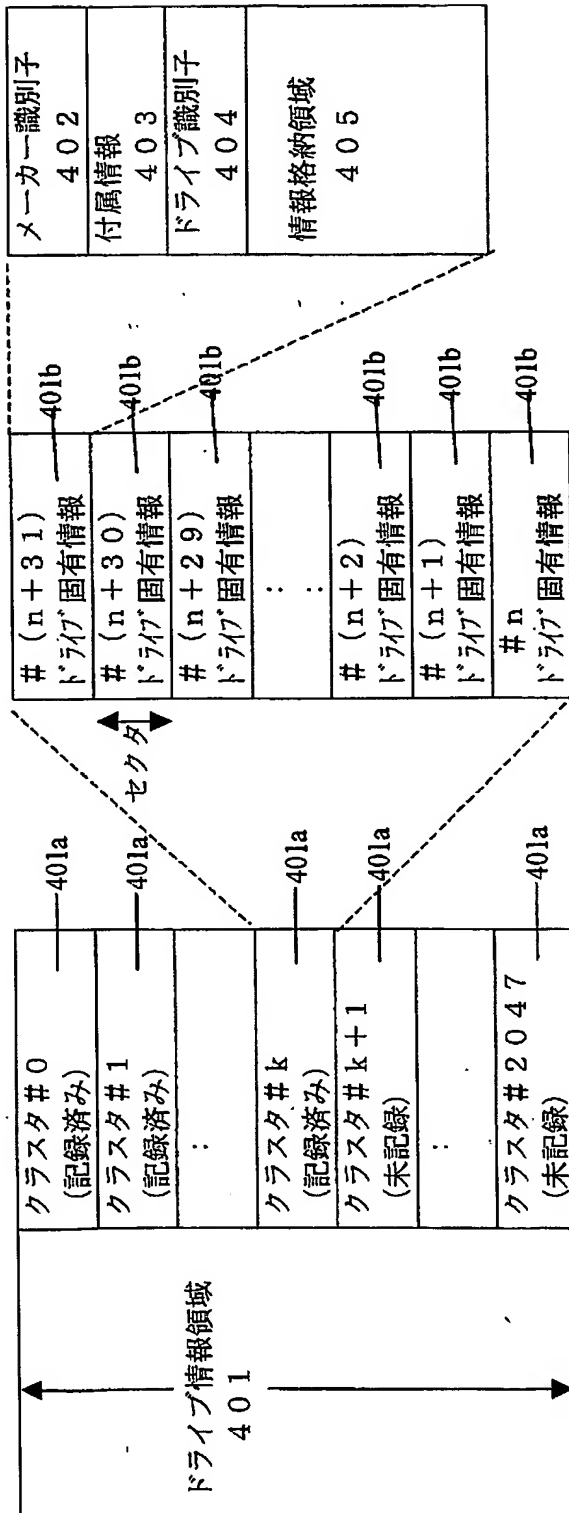 ドライブ情報領域
401
クラスタ#0
(記録済み)
401a
クラスタ#1
(記録済み)
401a
:
クラスタ#k
(記録済み)
401a
クラスタ#k+1
(未記録)
401a
:
クラスタ#2047
(未記録)
401a
セクタ
#(n+31)
ドライブ固有情報
401b
#(n+30)
ドライブ固有情報
401b
#(n+29)
ドライブ固有情報
401b
:
:
#(n+2)
ドライブ固有情報
401b
#(n+1)
ドライブ固有情報
401b
#n
ドライブ固有情報
401b
メーカー識別子
402
付属情報
403
ドライブ識別子
404
情報格納領域
405